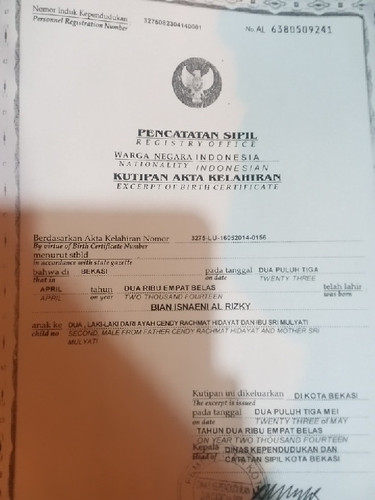 Nomor Induk Kependudukan 3275082304140001 No AL 6380509241
Personnel Registration Number
PENCATATAN SIPIL
REGISTRY OFFICE
WARGA NEGARA INDONESIA
NATIONALITY INDONESIAN
KUTIPAN AKTA KELAHIRAN
EXCERPT OF BIRTH CERTIFICATE
Berdasarkan Akta Kelahiran Nomor 3275-LU-16052014-0156
By virtue of Birth Certificate Number
menurut stbld
in accordance with state gazette
bahwa di BEKASI pada tanggal DUA PULUH TIGA
that in on date TWENTY THREE
APRIL tahun DUA RIBU EMPAT BELAS telah lahir
APRIL on year TWO THOUSAND FOURTEEN was born
BIAN ISNAENI AL RIZKY
anak ke DUA, LAKI-LAKI DARI AYAH GENDY RACHMAT HIDAYAT DAN IBU SRI MULYATI
child no SECOND, MALE FROM FATHER GENDY RACHMAT HIDAYAT AND MOTHER SRI
MULYATI
Kutipan ini dikeluarkan DI KOTA BEKASI
The excerpt is issued
pada tanggal DUA PULUH TIGA MEI
on date TWENTY THREE of MAY
TAHUN DUA RIBU EMPAT BELAS
ON YEAR TWO THOUSAND FOURTEEN
Kepala DINAS KEPENDUDUKAN DAN
Head of CATATAN SIPIL KOTA BEKASI